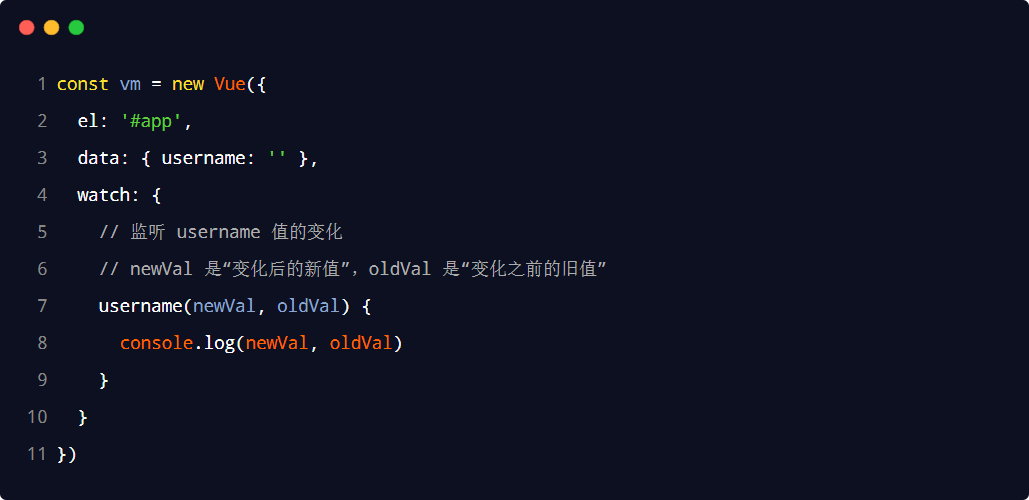 1 const vm = new Vue({
2   el: '#app',
3   data: { username: '' },
4   watch: {
5     // 监听 username 值的变化
6     // newVal 是“变化后的新值”，oldVal 是“变化之前的旧值”
7     username(newVal, oldVal) {
8       console.log(newVal, oldVal)
9     }
10   }
11 })